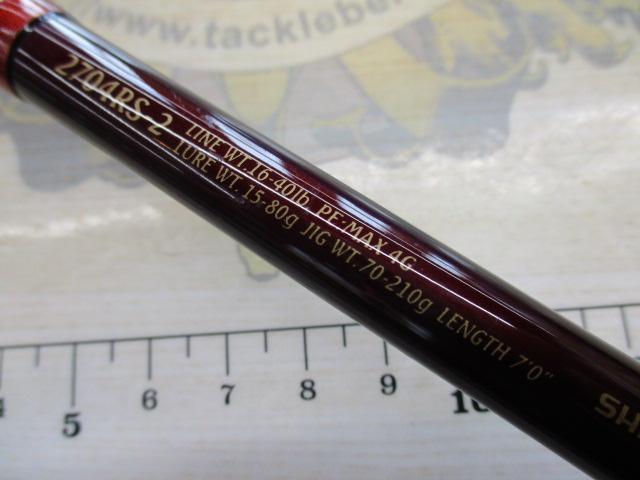 www.tackleber
2704RS-2
LINE WT. 16-40lb PE-MAX 4G
LURE WT. 15-80g JIG WT. 70-210g LENGTH 7'0"
SH
5 6 7 8 9 10